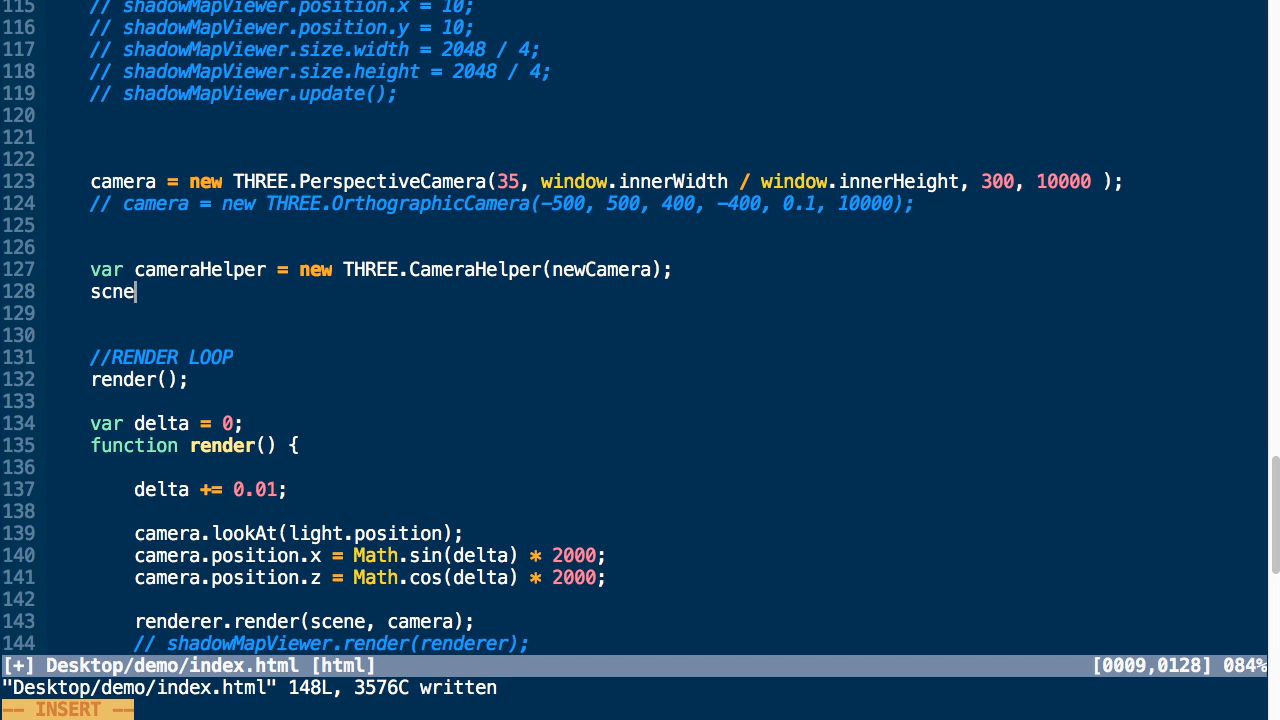 115 // shadowMapViewer.position.x = 10;
116 // shadowMapViewer.position.y = 10;
117 // shadowMapViewer.size.width = 2048 / 4;
118 // shadowMapViewer.size.height = 2048 / 4;
119 // shadowMapViewer.update();
120
121
122
123 camera = new THREE.PerspectiveCamera(35, window.innerWidth / window.innerHeight, 300, 10000 );
124 // camera = new THREE.OrthographicCamera(-500, 500, 400, -400, 0.1, 10000);
125
126
127 var cameraHelper = new THREE.CameraHelper(newCamera);
128 scne
129
130
131 //RENDER LOOP
132 render();
133
134 var delta = 0;
135 function render() {
136
137 delta += 0.01;
138
139 camera.lookAt(light.position);
140 camera.position.x = Math.sin(delta) * 2000;
141 camera.position.z = Math.cos(delta) * 2000;
142
143 renderer.render(scene, camera);
144 // shadowMapViewer.render(renderer);
[+] Desktop/demo/index.html [html] [0009,0128] 084%
"Desktop/demo/index.html" 148L, 3576C written
-- INSERT --